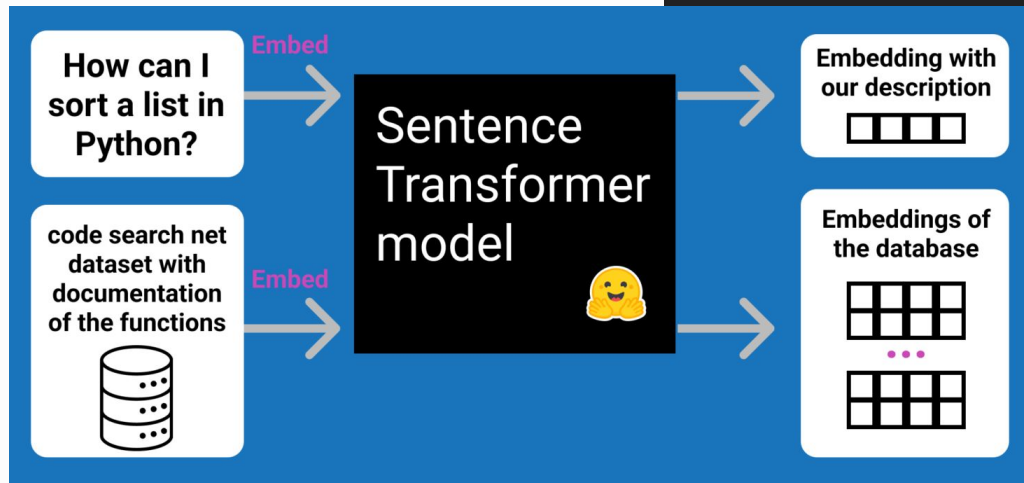 How can I
sort a list in
Python?
Embed
code search net
dataset with
documentation
of the functions
Embed
Sentence
Transformer
model
Embedding with
our description
Embeddings of
the database